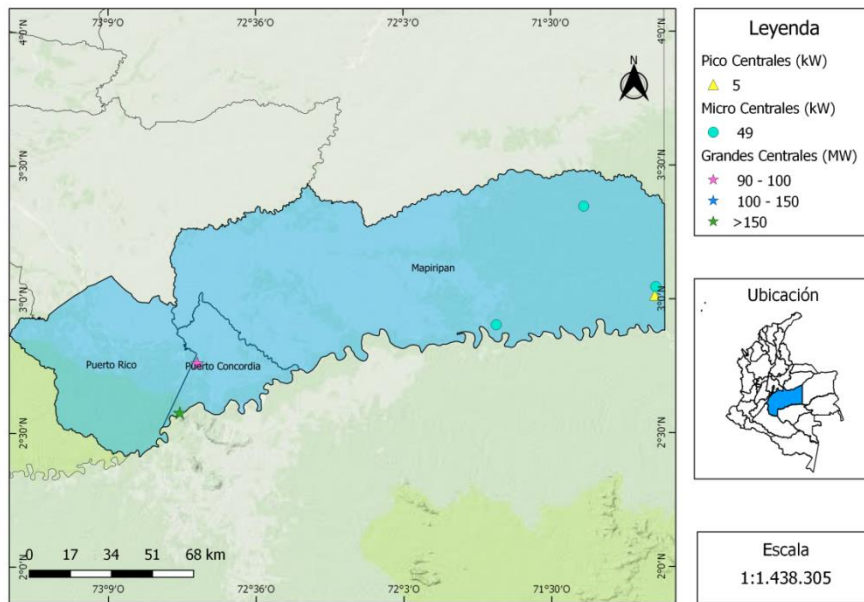 73°9'O 72°36'O 72°3'O 71°30'O
4°0'N 4°0'N
3°30'N 3°30'N
3°0'N 3°0'N
2°30'N 2°30'N
2°0'N 2°0'N
N
Mapiripan
Puerto Rico
Puerto Concordia
0 17 34 51 68 km
73°9'O 72°36'O 72°3'O 71°30'O
Leyenda
Pico Centrales (kW)
5
Micro Centrales (kW)
49
Grandes Centrales (MW)
90 - 100
100 - 150
>150
Ubicación
Escala
1:1.438.305